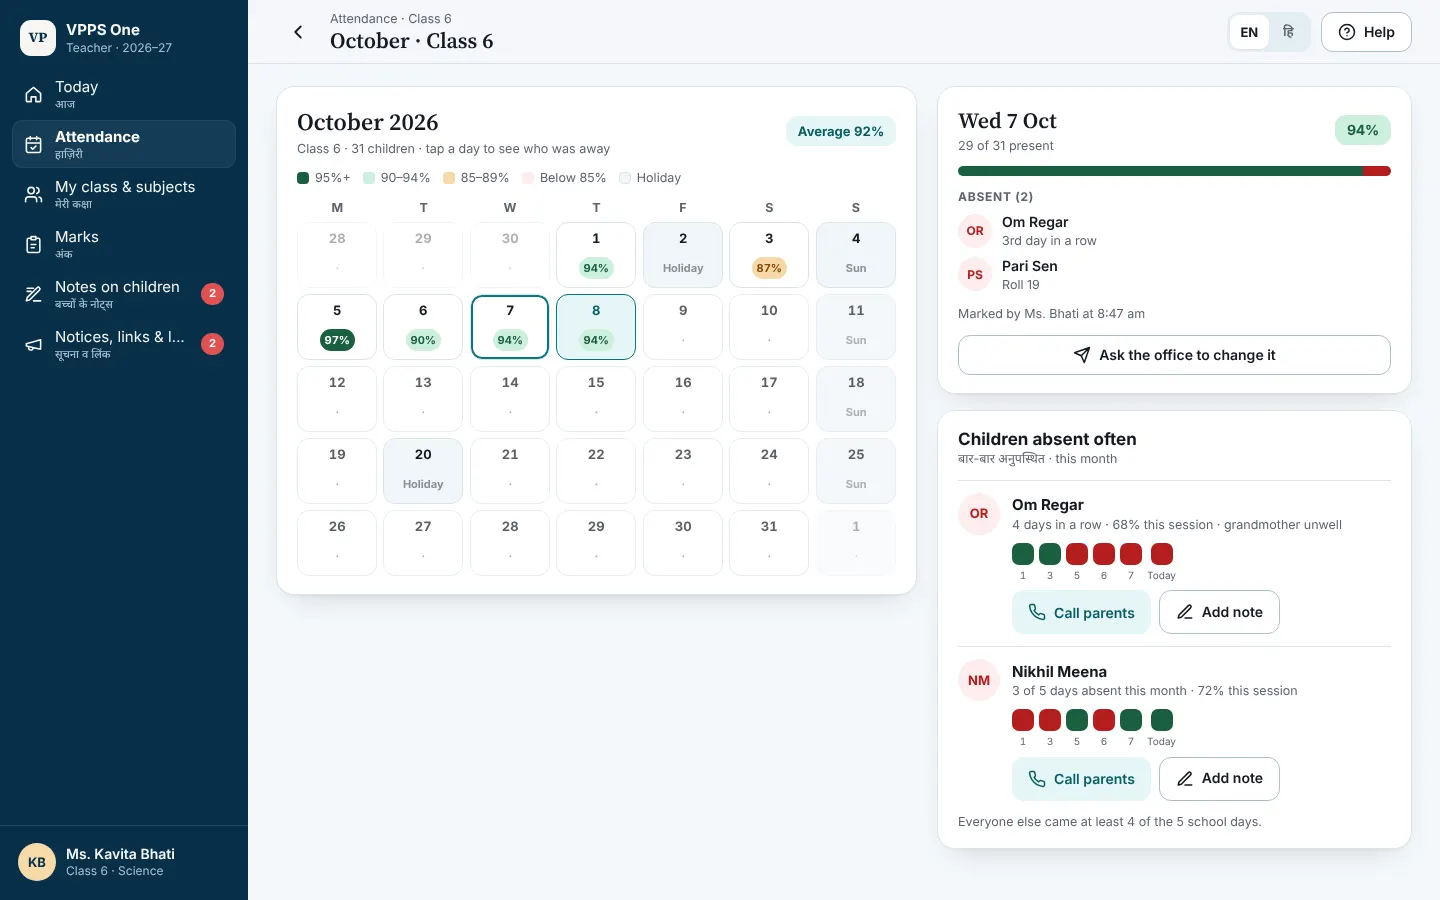 VP
VPPS One
Teacher · 2026–27
Today
आज
Attendance
हाज़िरी
My class & subjects
मेरी कक्षा
Marks
अंक
Notes on children
बच्चों के नोट्स
2
Notices, links & l...
सूचना व लिंक
2
KB
Ms. Kavita Bhati
Class 6 · Science
Attendance · Class 6
October · Class 6
EN
हि
Help
October 2026
Class 6 · 31 children · tap a day to see who was away
Average 92%
95%+ 90–94% 85–89% Below 85% Holiday
M T W T F S S
28 29 30 1 2 3 4
· · · 94% Holiday 87% Sun
5 6 7 8 9 10 11
97% 90% 94% 94% · · Sun
12 13 14 15 16 17 18
· · · · · · Sun
19 20 21 22 23 24 25
· Holiday · · · · Sun
26 27 28 29 30 31 1
· · · · · · ·
Wed 7 Oct
29 of 31 present
94%
ABSENT (2)
OR
Om Regar
3rd day in a row
PS
Pari Sen
Roll 19
Marked by Ms. Bhati at 8:47 am
Ask the office to change it
Children absent often
बार-बार अनुपस्थित · this month
OR
Om Regar
4 days in a row · 68% this session · grandmother unwell
1 3 5 6 7 Today
Call parents
Add note
NM
Nikhil Meena
3 of 5 days absent this month · 72% this session
1 3 5 6 7 Today
Call parents
Add note
Everyone else came at least 4 of the 5 school days.